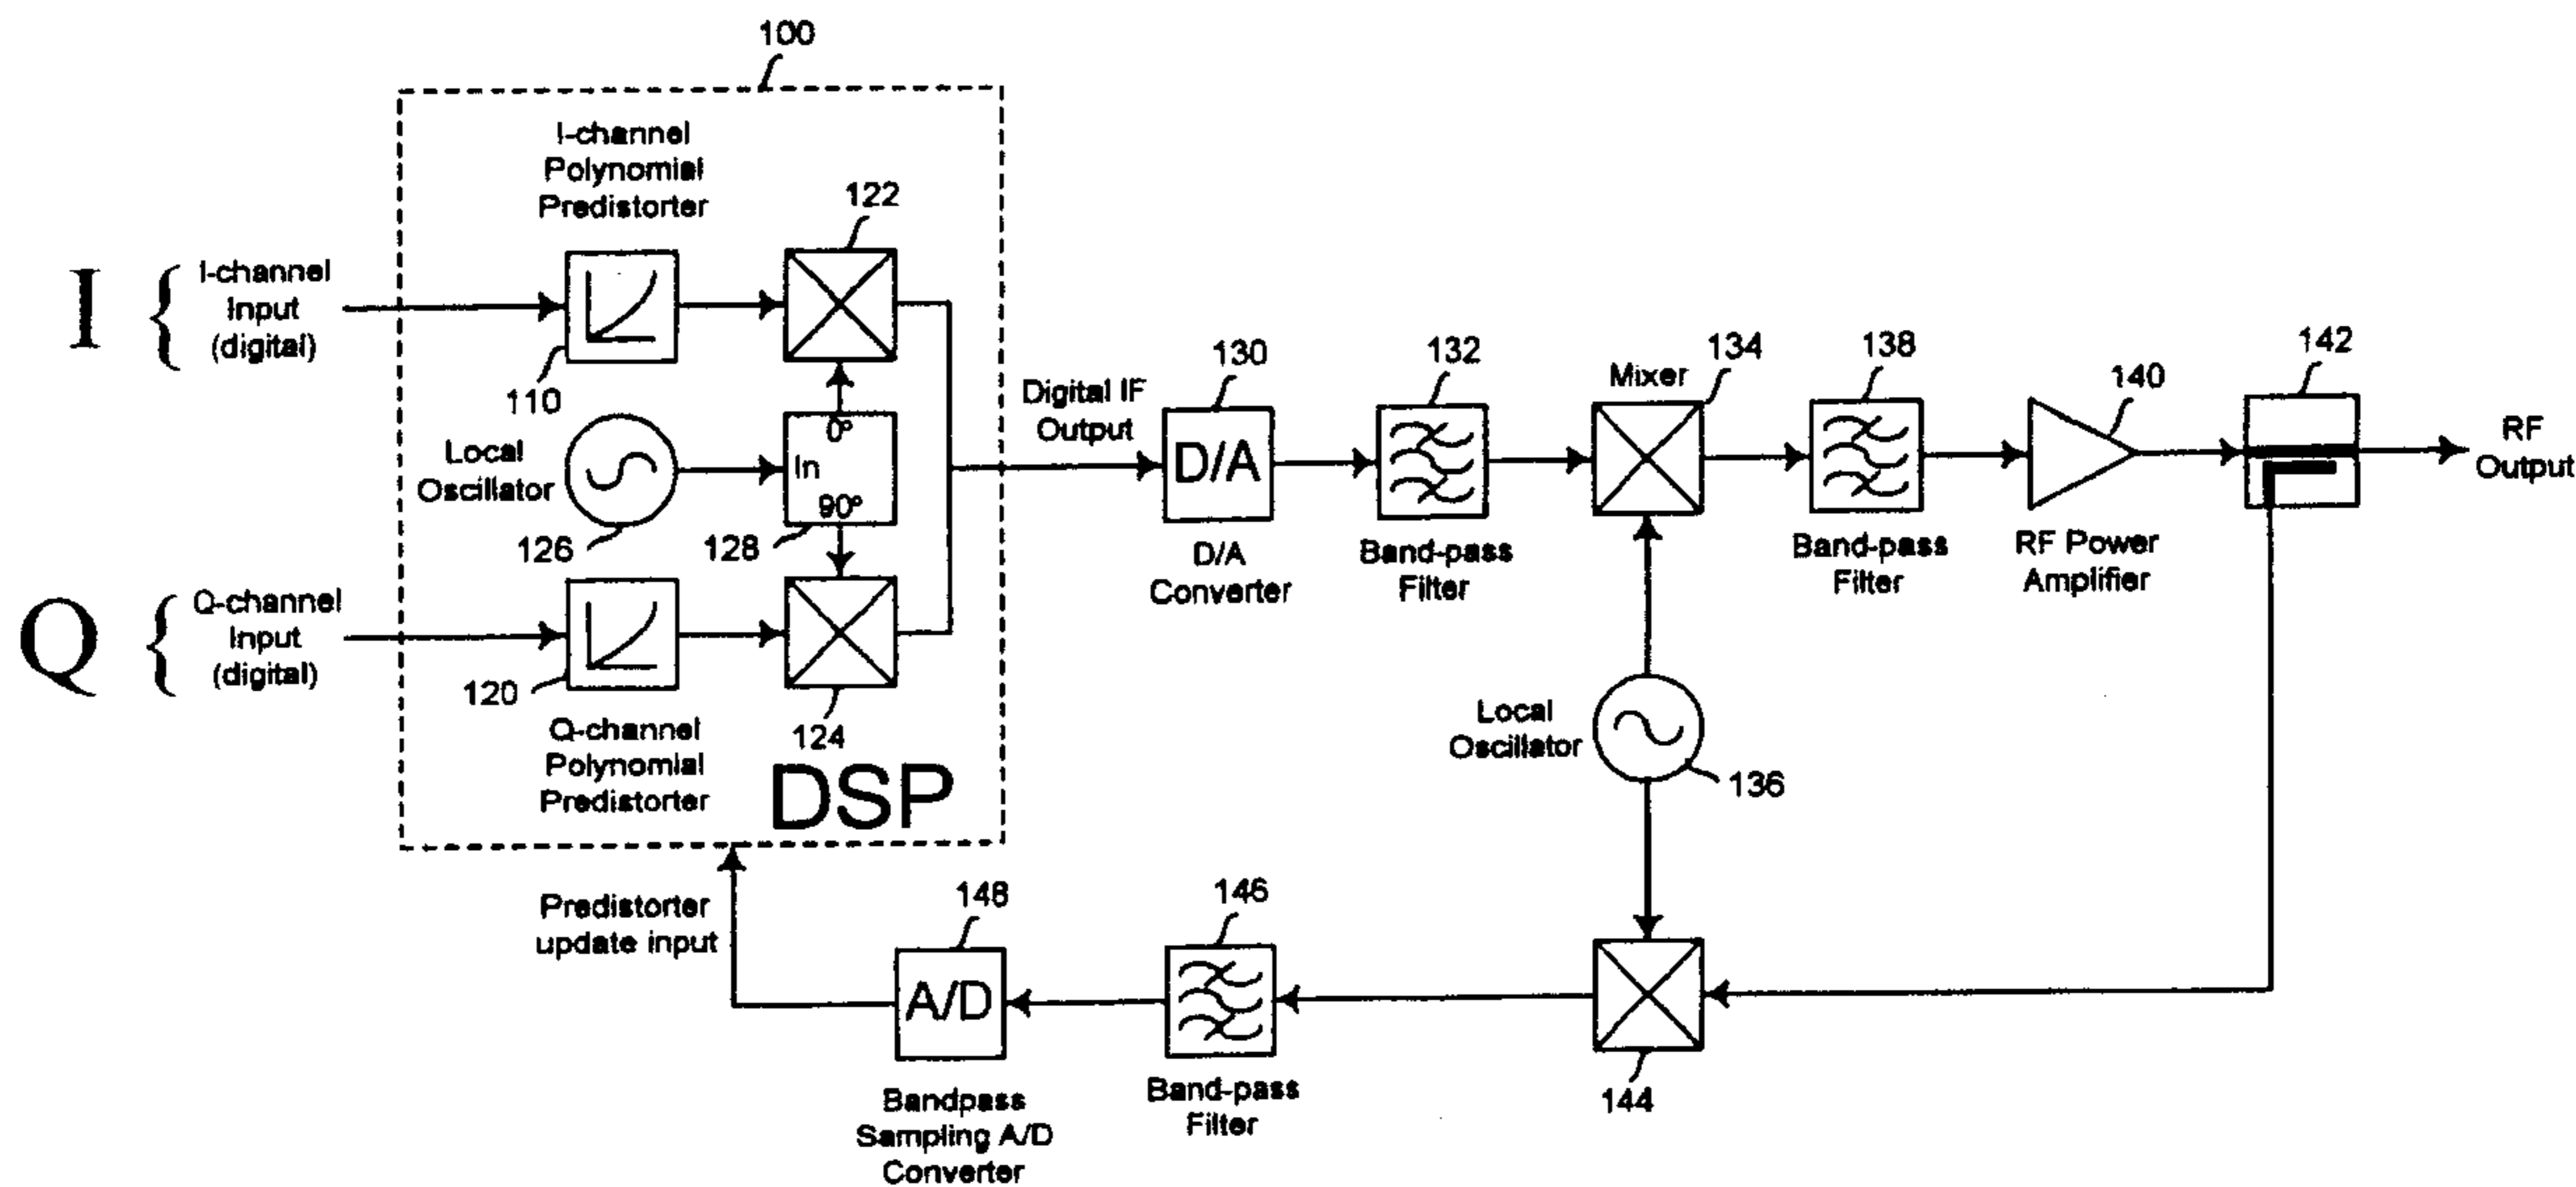 100
I-channel
Polynomial
Predistorter
122
I
I-channel
Input
(digital)
110
130
132
Mixer
134
138
140
142
Digital IF
Output
0°
In
90°
Local
Oscillator
126
128
D/A
D/A
Converter
Band-pass
Filter
Band-pass
Filter
RF Power
Amplifier
RF
Output
Q
Q-channel
Input
(digital)
120
Q-channel
Polynomial
Predistorter
124
DSP
Local
Oscillator
136
Predistorter
update input
148
A/D
Bandpass
Sampling A/D
Converter
146
Band-pass
Filter
144